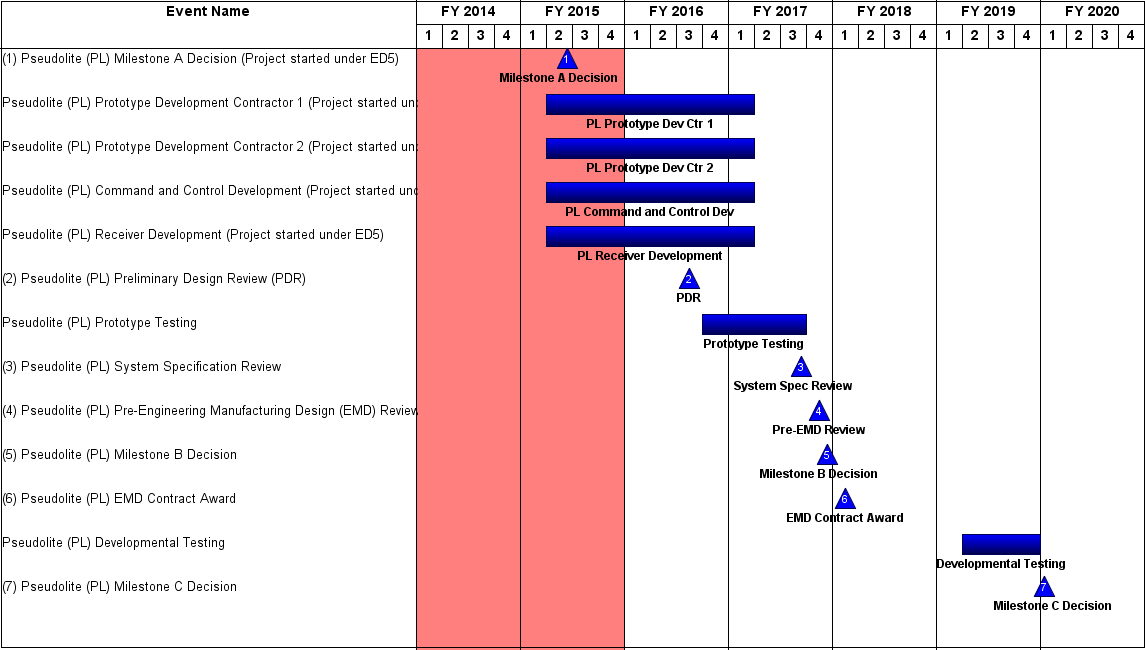 Event Name FY 2014 FY 2015 FY 2016 FY 2017 FY 2018 FY 2019 FY 2020
1 2 3 4 1 2 3 4 1 2 3 4 1 2 3 4 1 2 3 4 1 2 3 4 1 2 3 4
(1) Pseudolite (PL) Milestone A Decision (Project started under ED5) 1
Milestone A Decision
Pseudolite (PL) Prototype Development Contractor 1 (Project started
PL Prototype Dev Ctr 1
Pseudolite (PL) Prototype Development Contractor 2 (Project started
PL Prototype Dev Ctr 2
Pseudolite (PL) Command and Control Development (Project started
PL Command and Control Dev
Pseudolite (PL) Receiver Development (Project started under ED5)
PL Receiver Development
(2) Pseudolite (PL) Preliminary Design Review (PDR) 2
PDR
Pseudolite (PL) Prototype Testing
Prototype Testing
(3) Pseudolite (PL) System Specification Review 3
System Spec Review
(4) Pseudolite (PL) Pre-Engineering Manufacturing Design (EMD) Review 4
Pre-EMD Review
(5) Pseudolite (PL) Milestone B Decision 5
Milestone B Decision
(6) Pseudolite (PL) EMD Contract Award 6
EMD Contract Award
Pseudolite (PL) Developmental Testing
Developmental Testing
(7) Pseudolite (PL) Milestone C Decision 7
Milestone C Decision